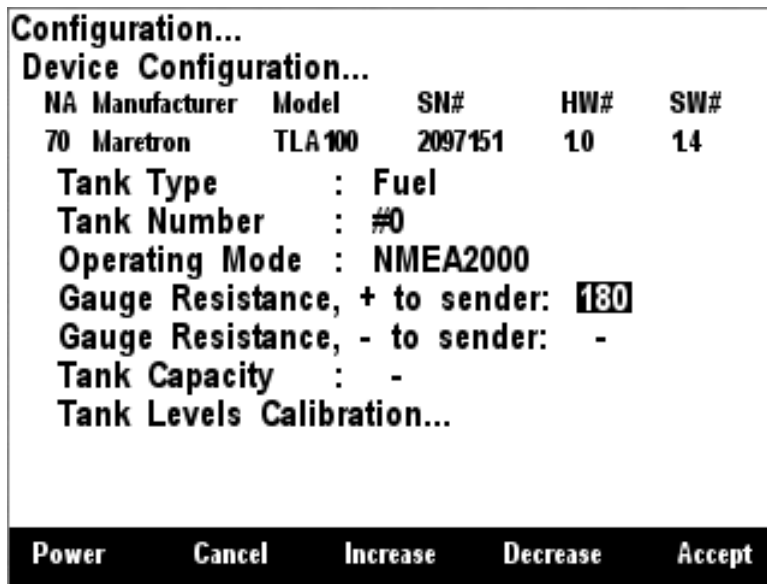 Configuration...
Device Configuration...
NA Manufacturer Model SN# HW# SW#
70 Maretron TLA100 2097151 1.0 1.4
Tank Type : Fuel
Tank Number : #0
Operating Mode : NMEA2000
Gauge Resistance, + to sender: 180
Gauge Resistance, - to sender: -
Tank Capacity : -
Tank Levels Calibration...
Power Cancel Increase Decrease Accept